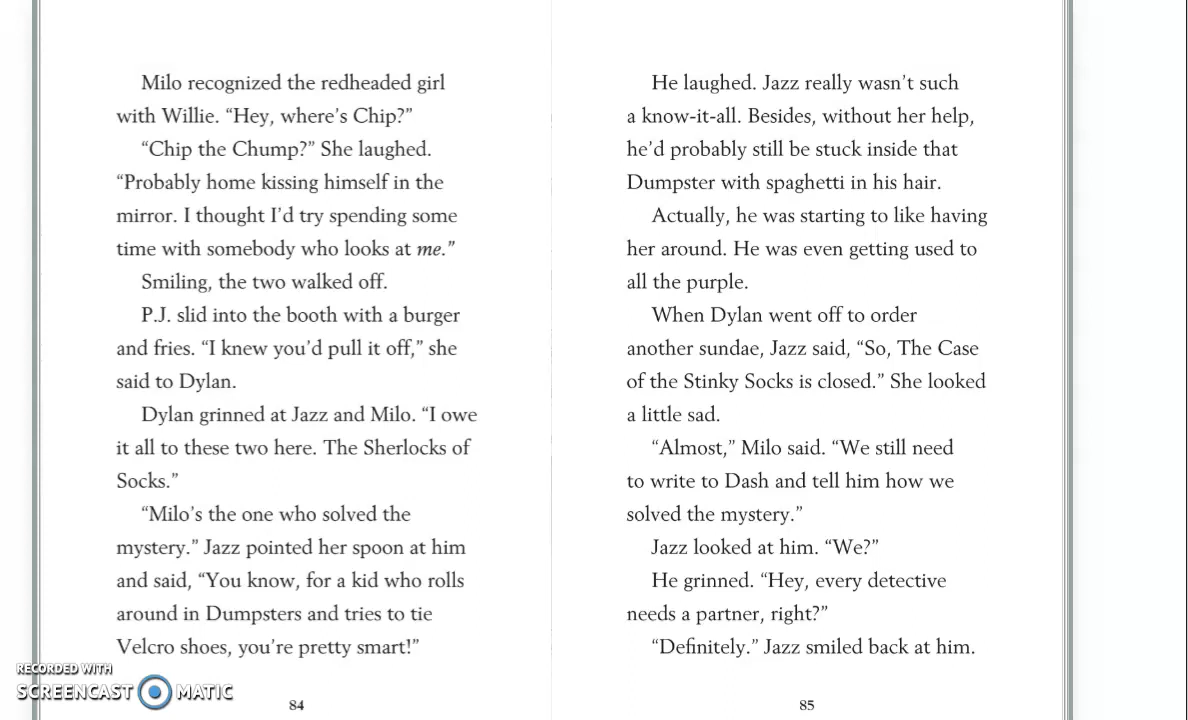 Milo recognized the redheaded girl
with Willie. “Hey, where’s Chip?”
“Chip the Chump?” She laughed.
“Probably home kissing himself in the
mirror. I thought I’d try spending some
time with somebody who looks at me.”
Smiling, the two walked off.
P.J. slid into the booth with a burger
and fries. “I knew you’d pull it off,” she
said to Dylan.
Dylan grinned at Jazz and Milo. “I owe
it all to these two here. The Sherlocks of
Socks.”
“Milo’s the one who solved the
mystery.” Jazz pointed her spoon at him
and said, “You know, for a kid who rolls
around in Dumpsters and tries to tie
Velcro shoes, you’re pretty smart!”
84
He laughed. Jazz really wasn’t such
a know-it-all. Besides, without her help,
he’d probably still be stuck inside that
Dumpster with spaghetti in his hair.
Actually, he was starting to like having
her around. He was even getting used to
all the purple.
When Dylan went off to order
another sundae, Jazz said, “So, The Case
of the Stinky Socks is closed.” She looked
a little sad.
“Almost,” Milo said. “We still need
to write to Dash and tell him how we
solved the mystery.”
Jazz looked at him. “We?”
He grinned. “Hey, every detective
needs a partner, right?”
“Definitely.” Jazz smiled back at him.
85
RECORDED WITH
SCREENCAST MATIC